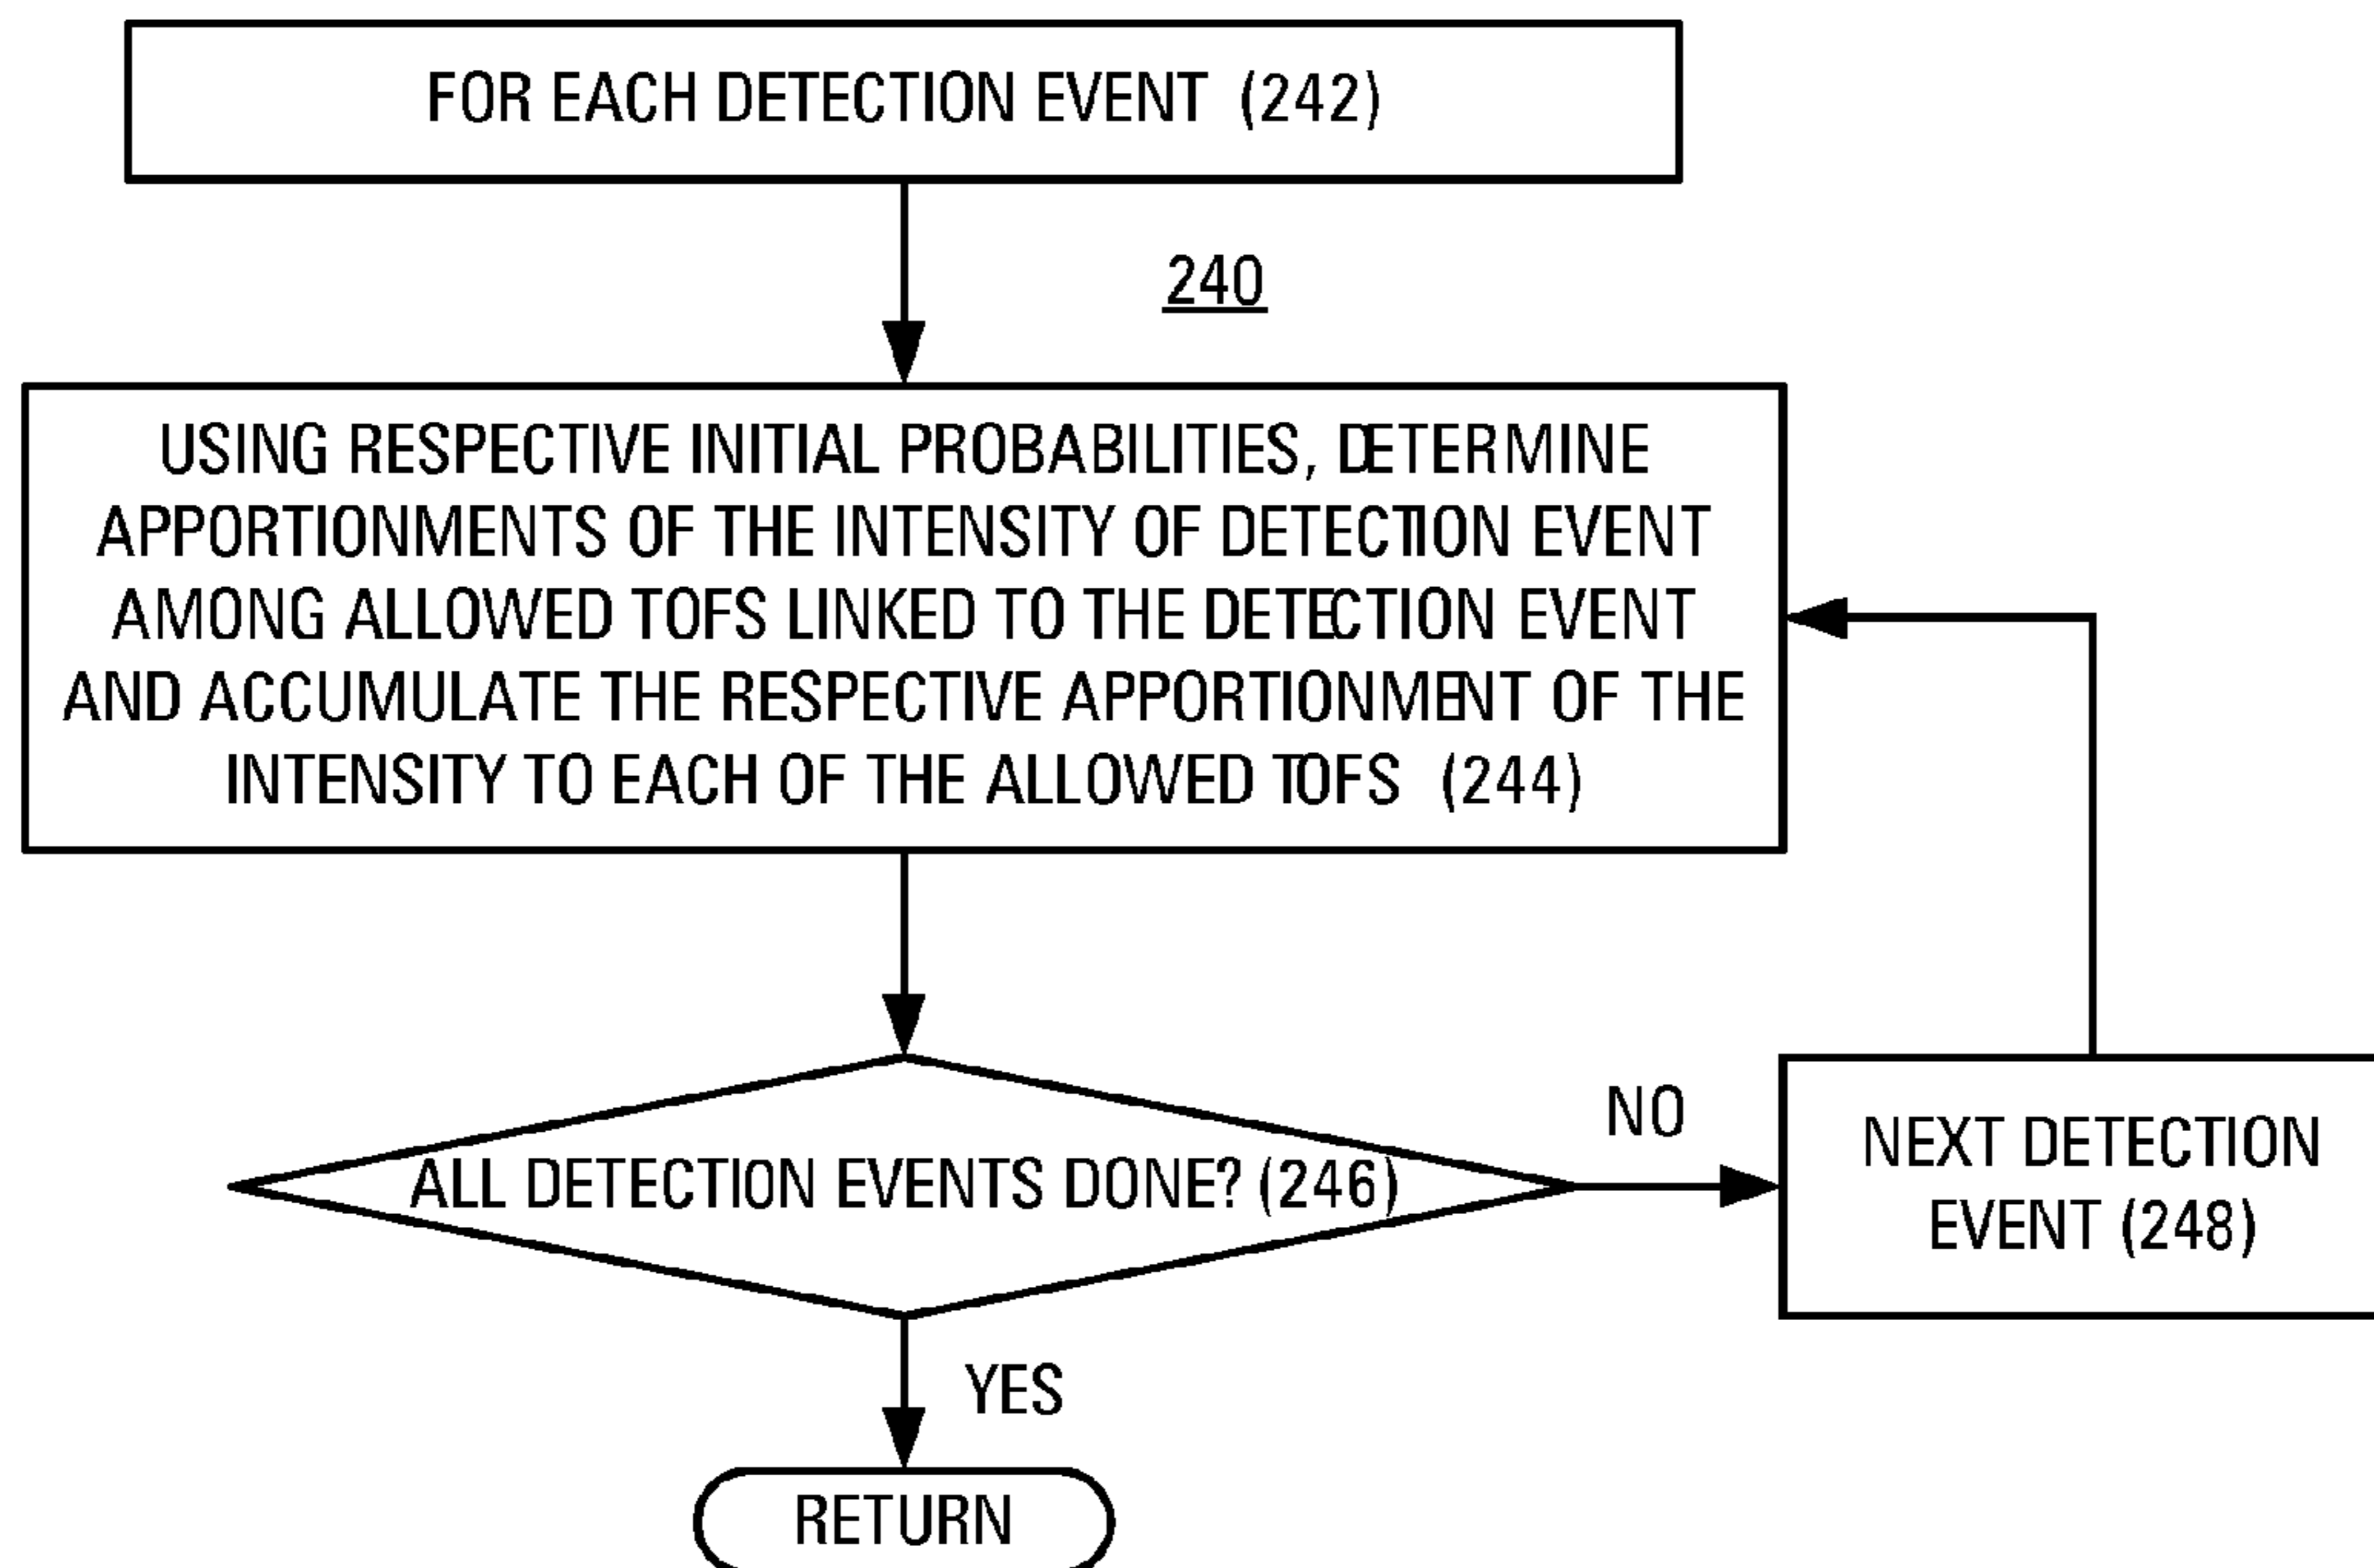 FOR EACH DETECTION EVENT (242)
240
USING RESPECTIVE INITIAL PROBABILITIES, DETERMINE
APPORTIONMENTS OF THE INTENSITY OF DETECTION EVENT
AMONG ALLOWED TOFS LINKED TO THE DETECTION EVENT
AND ACCUMULATE THE RESPECTIVE APPORTIONMENT OF THE
INTENSITY TO EACH OF THE ALLOWED TOFS (244)
ALL DETECTION EVENTS DONE? (246)
NO
NEXT DETECTION
EVENT (248)
YES
RETURN